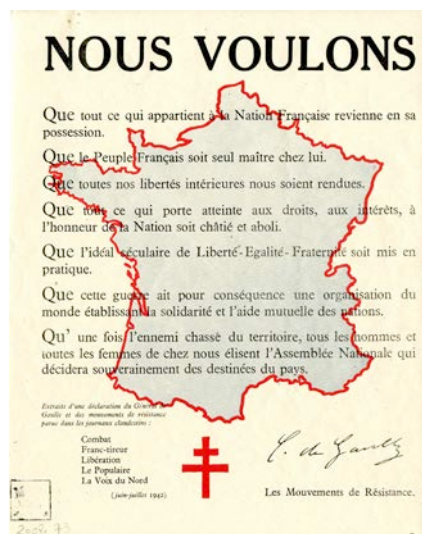 NOUS VOULONS
Que tout ce qui appartient à la Nation Française revienne en sa
possession.
Que le Peuple Français soit seul maître chez lui.
Que toutes nos libertés intérieures nous soient rendues.
Que tout ce qui porte atteinte aux droits, aux intérêts, à
l'honneur de la Nation soit châtié et aboli.
Que l'idéal séculaire de Liberté-Egalité-Fraternité soit mis en
pratique.
Que cette guerre ait pour conséquence une organisation du
monde établissant la solidarité et l'aide mutuelle des nations.
Qu' une fois l'ennemi chassé du territoire, tous les hommes et
toutes les femmes de chez nous élisent l'Assemblée Nationale qui
décidera souverainement des destinées du pays.
Extraits d'une déclaration du Général de
Gaulle et des mouvements de résistance
parue dans les journaux clandestins :
Combat
Franc-tireur
Libération
Le Populaire
La Voix du Nord
(juin-juillet 1942)
C. de Gaulle
Les Mouvements de Résistance.